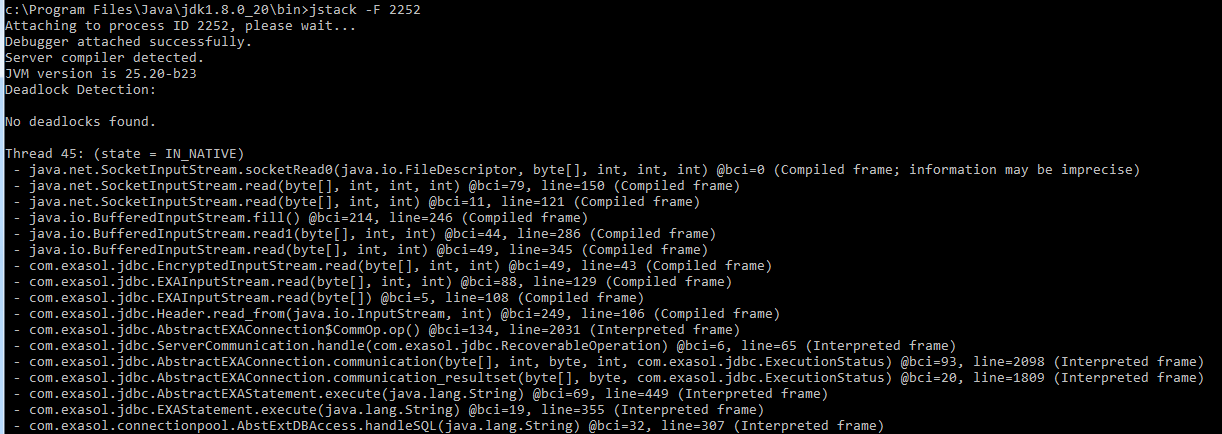 c:\Program Files\Java\jdk1.8.0_20\bin>jstack -F 2252
Attaching to process ID 2252, please wait...
Debugger attached successfully.
Server compiler detected.
JVM version is 25.20-b23
Deadlock Detection:
No deadlocks found.
Thread 45: (state = IN_NATIVE)
- java.net.SocketInputStream.socketRead0(java.io.FileDescriptor, byte[], int, int, int) @bci=0 (Compiled frame; information may be imprecise)
- java.net.SocketInputStream.read(byte[], int, int, int) @bci=79, line=150 (Compiled frame)
- java.net.SocketInputStream.read(byte[], int, int) @bci=11, line=121 (Compiled frame)
- java.io.BufferedInputStream.fill() @bci=214, line=246 (Compiled frame)
- java.io.BufferedInputStream.read1(byte[], int, int) @bci=44, line=286 (Compiled frame)
- java.io.BufferedInputStream.read(byte[], int, int) @bci=49, line=345 (Compiled frame)
- com.exasol.jdbc.EncryptedInputStream.read(byte[], int, int) @bci=49, line=43 (Compiled frame)
- com.exasol.jdbc.EXAInputStream.read(byte[], int, int) @bci=88, line=129 (Compiled frame)
- com.exasol.jdbc.EXAInputStream.read(byte[]) @bci=5, line=108 (Compiled frame)
- com.exasol.jdbc.Header.read_from(java.io.InputStream, int) @bci=249, line=106 (Compiled frame)
- com.exasol.jdbc.AbstractEXAConnection$CommOp.op() @bci=134, line=2031 (Interpreted frame)
- com.exasol.jdbc.ServerCommunication.handle(com.exasol.jdbc.RecoverableOperation) @bci=6, line=65 (Interpreted frame)
- com.exasol.jdbc.AbstractEXAConnection.communication(byte[], int, byte, int, com.exasol.jdbc.ExecutionStatus) @bci=93, line=2098 (Interpreted frame)
- com.exasol.jdbc.AbstractEXAConnection.communication_resultset(byte[], byte, com.exasol.jdbc.ExecutionStatus) @bci=20, line=1809 (Interpreted frame)
- com.exasol.jdbc.AbstractEXAStatement.execute(java.lang.String) @bci=69, line=449 (Interpreted frame)
- com.exasol.jdbc.EXAStatement.execute(java.lang.String) @bci=19, line=355 (Interpreted frame)
- com.exasol.connectionpool.AbstExtDBAccess.handleSQL(java.lang.String) @bci=32, line=307 (Interpreted frame)